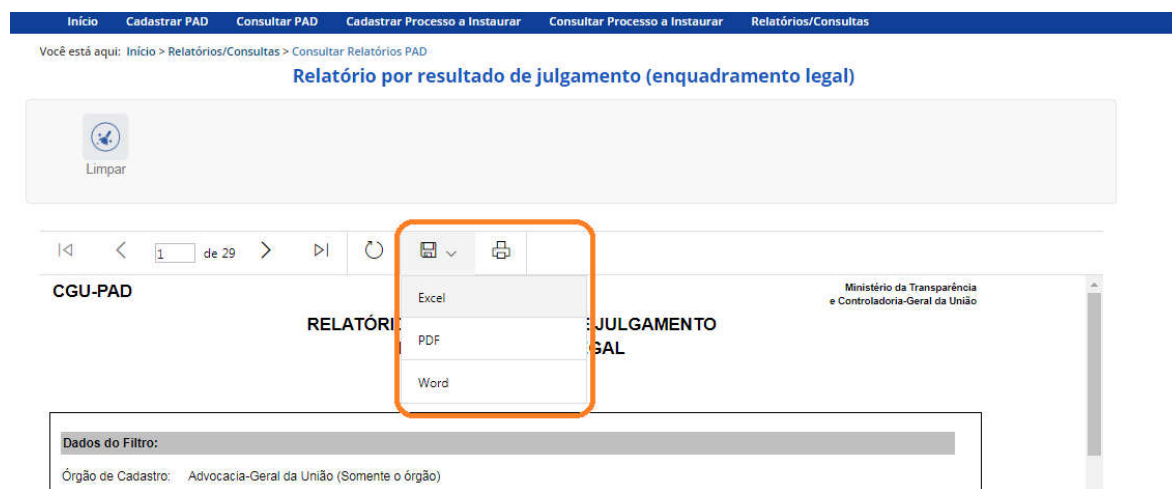 Início Cadastrar PAD Consultar PAD Cadastrar Processo a Instaurar Consultar Processo a Instaurar Relatórios/Consultas
Você está aqui: Início > Relatórios/Consultas > Consultar Relatórios PAD
Relatório por resultado de julgamento (enquadramento legal)
Limpar
1 de 29
CGU-PAD
Ministério da Transparência
e Controladoria-Geral da União
Excel
RELATÓRI E JULGAMENTO
PDF
GAL
Word
Dados do Filtro:
Órgão de Cadastro: Advocacia-Geral da União (Somente o órgão)